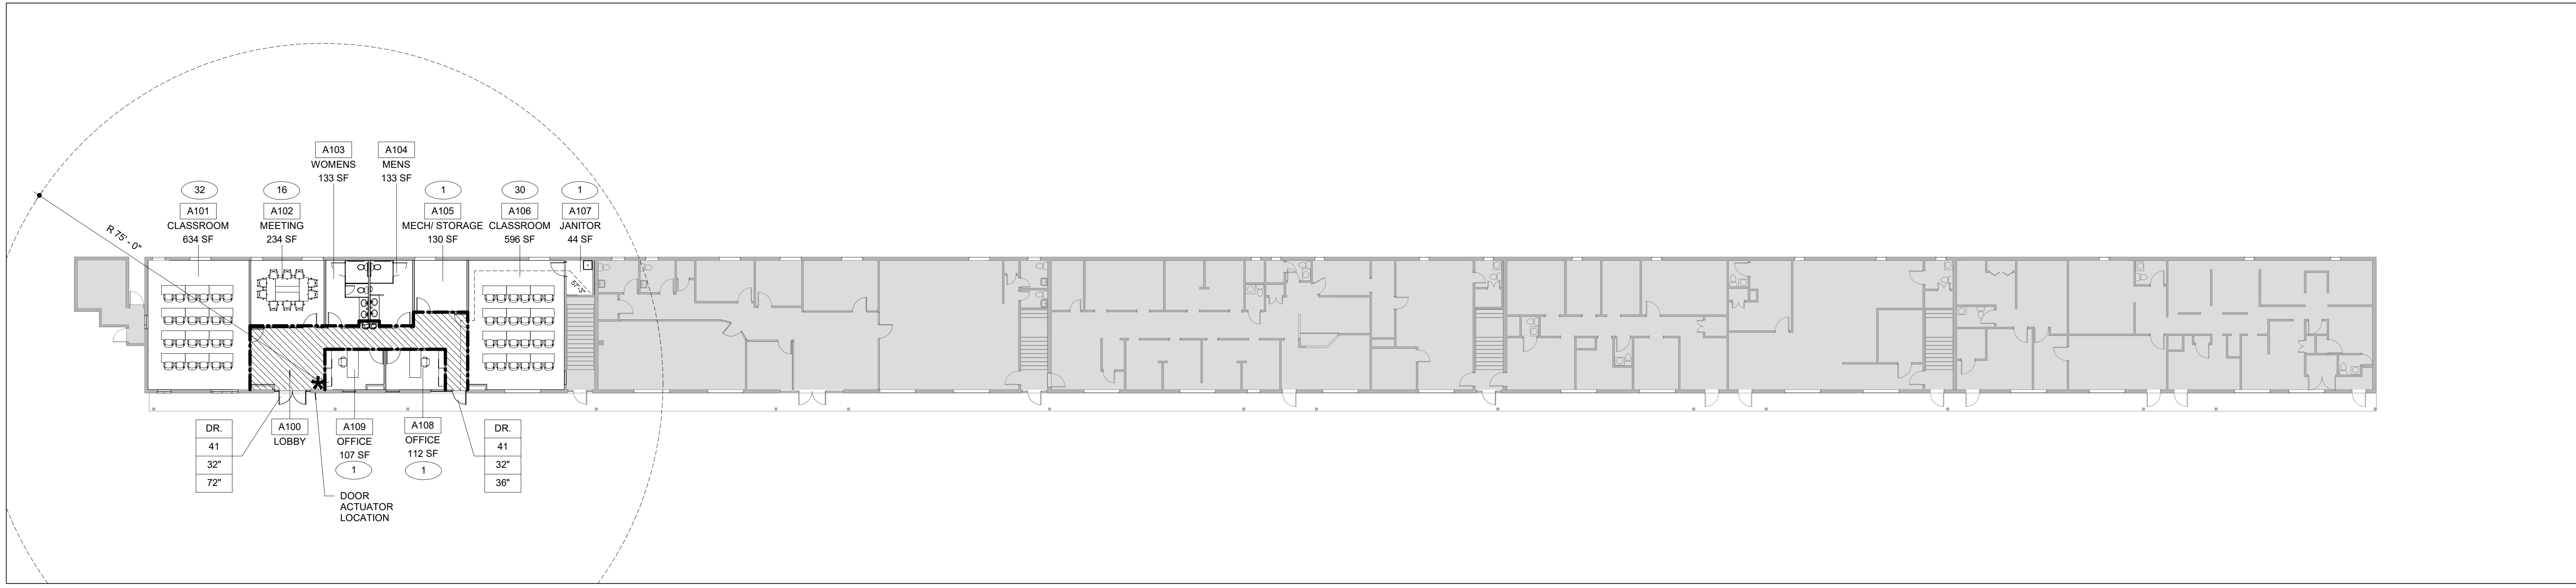 A103
WOMENS
133 SF
A104
MENS
133 SF
32
A101
CLASSROOM
634 SF
16
A102
MEETING
234 SF
1
A105
MECH/ STORAGE
130 SF
30
A106
CLASSROOM
596 SF
1
A107
JANITOR
44 SF
R 75' - 0"
57'-3"
DR.
41
32"
72"
A100
LOBBY
A109
OFFICE
107 SF
1
A108
OFFICE
112 SF
1
DR.
41
32"
36"
DOOR
ACTUATOR
LOCATION